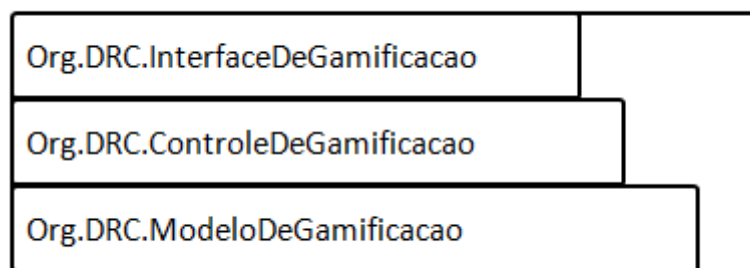 Org.DRC.InterfaceDeGamificacao
Org.DRC.ControleDeGamificacao
Org.DRC.ModeloDeGamificacao